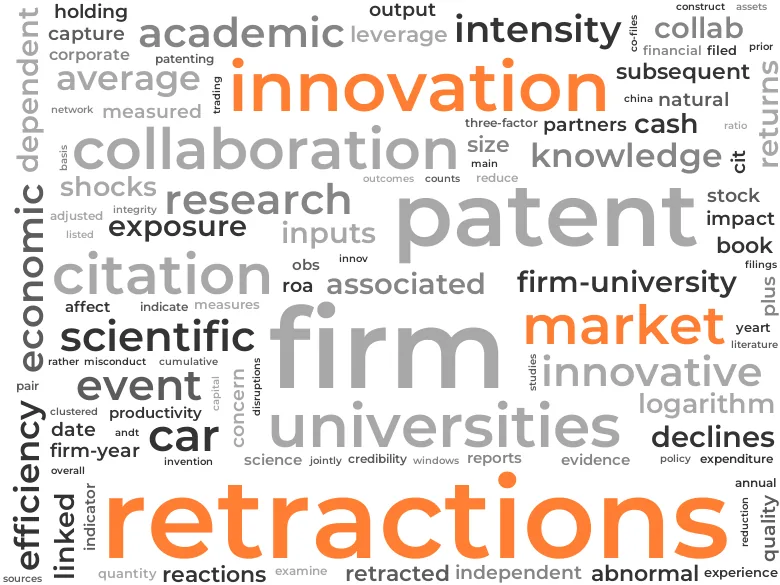 holding
output
construct assets
capture
academic
leverage
intensity
co-files
collab
corporate
patenting
financial filed prior
dependent
average
trading
innovation
subsequent
returns
network measured
china natural
basis
collaboration
three-factor partners cash ratio
size
main
knowledge
cit
shocks
outcomes counts reduce
research
patent
stock
adjusted integrity
exposure
inputs
impact
listed
book
economic
citation
obs innov
filings
roa associated
firm-university
plus
affect indicate measures
firm
market
yeart
scientific
literature
rather misconduct cumulative
disruptions
studies
innovative
pair
event
capital
concern
logarithm
clustered productivity
universities
efficiency
date andt car
declines
firm-year
invention
science jointly credibility windows reports evidence policy expenditure
overall
linked
indicator
retractions
annual
reduction
quality
sources
quantity reactions examine retracted independent abnormal experience